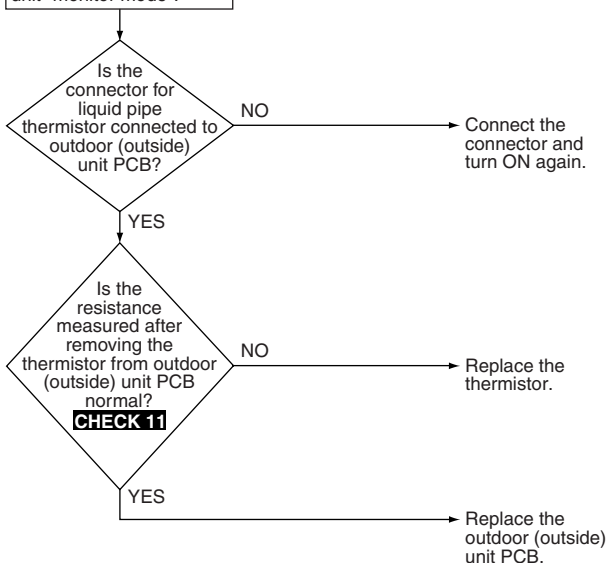 unit "monitor mode".
Is the
connector for
liquid pipe
thermistor connected to
outdoor (outside)
unit PCB?
NO
Connect the
connector and
turn ON again.
YES
Is the
resistance
measured after
removing the
thermistor from outdoor
(outside) unit PCB
normal?
CHECK 11
NO
Replace the
thermistor.
YES
Replace the
outdoor (outside)
unit PCB.